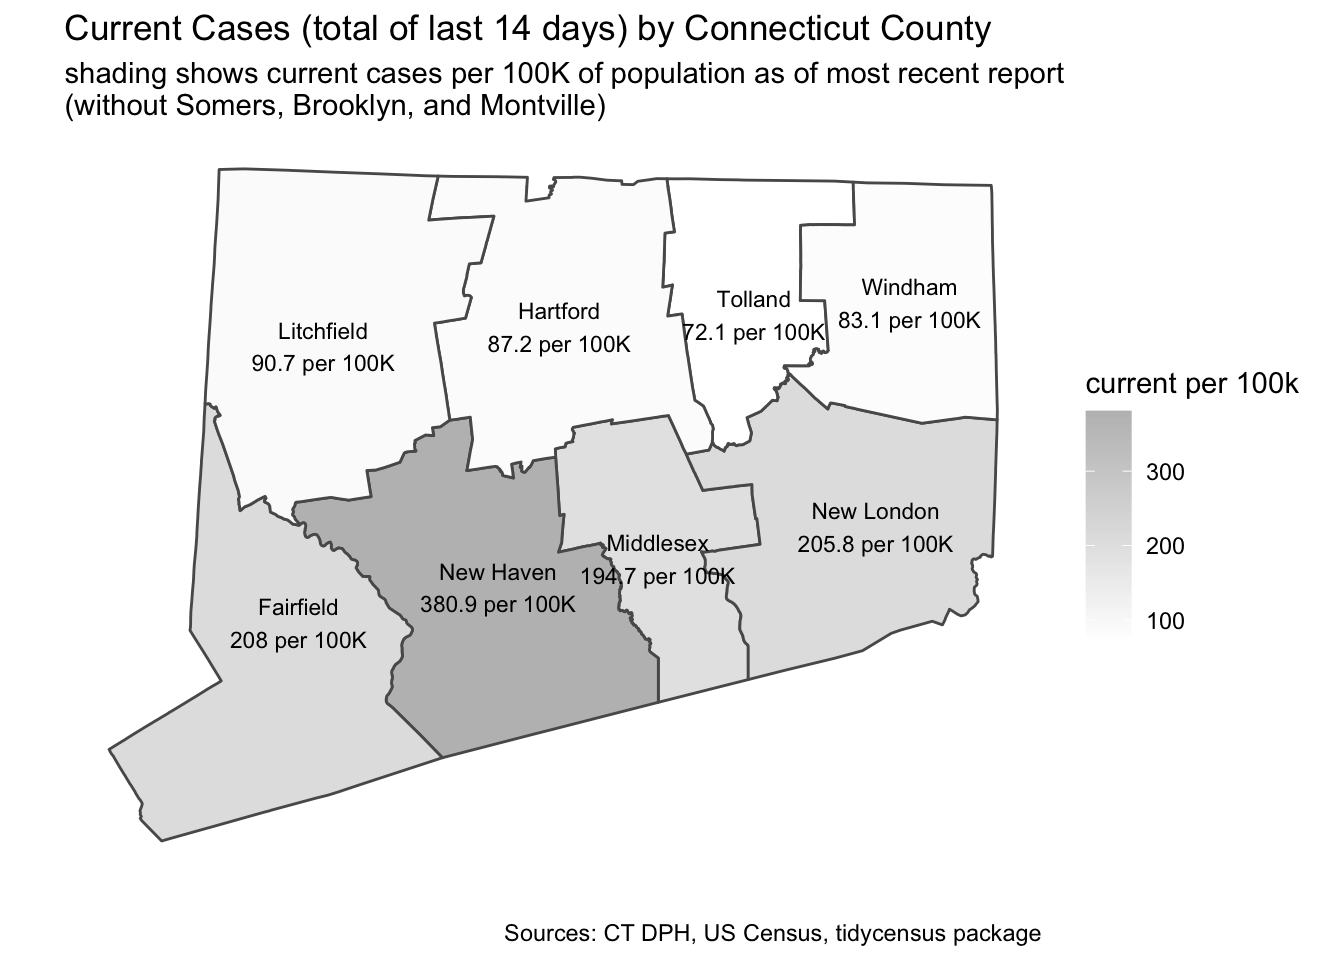 Current Cases (total of last 14 days) by Connecticut County
shading shows current cases per 100K of population as of most recent report
(without Somers, Brooklyn, and Montville)
Litchfield
90.7 per 100K
Hartford
87.2 per 100K
Tolland
72.1 per 100K
Windham
83.1 per 100K
Fairfield
208 per 100K
New Haven
380.9 per 100K
Middlesex
194.7 per 100K
New London
205.8 per 100K
current per 100k
300
200
100
Sources: CT DPH, US Census, tidycensus package